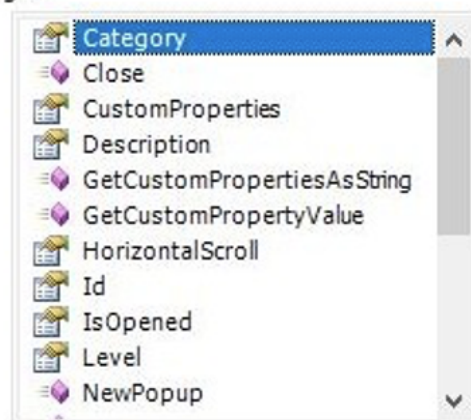 Category
Close
CustomProperties
Description
GetCustomPropertiesAsString
GetCustomPropertyValue
HorizontalScroll
Id
IsOpened
Level
NewPopup